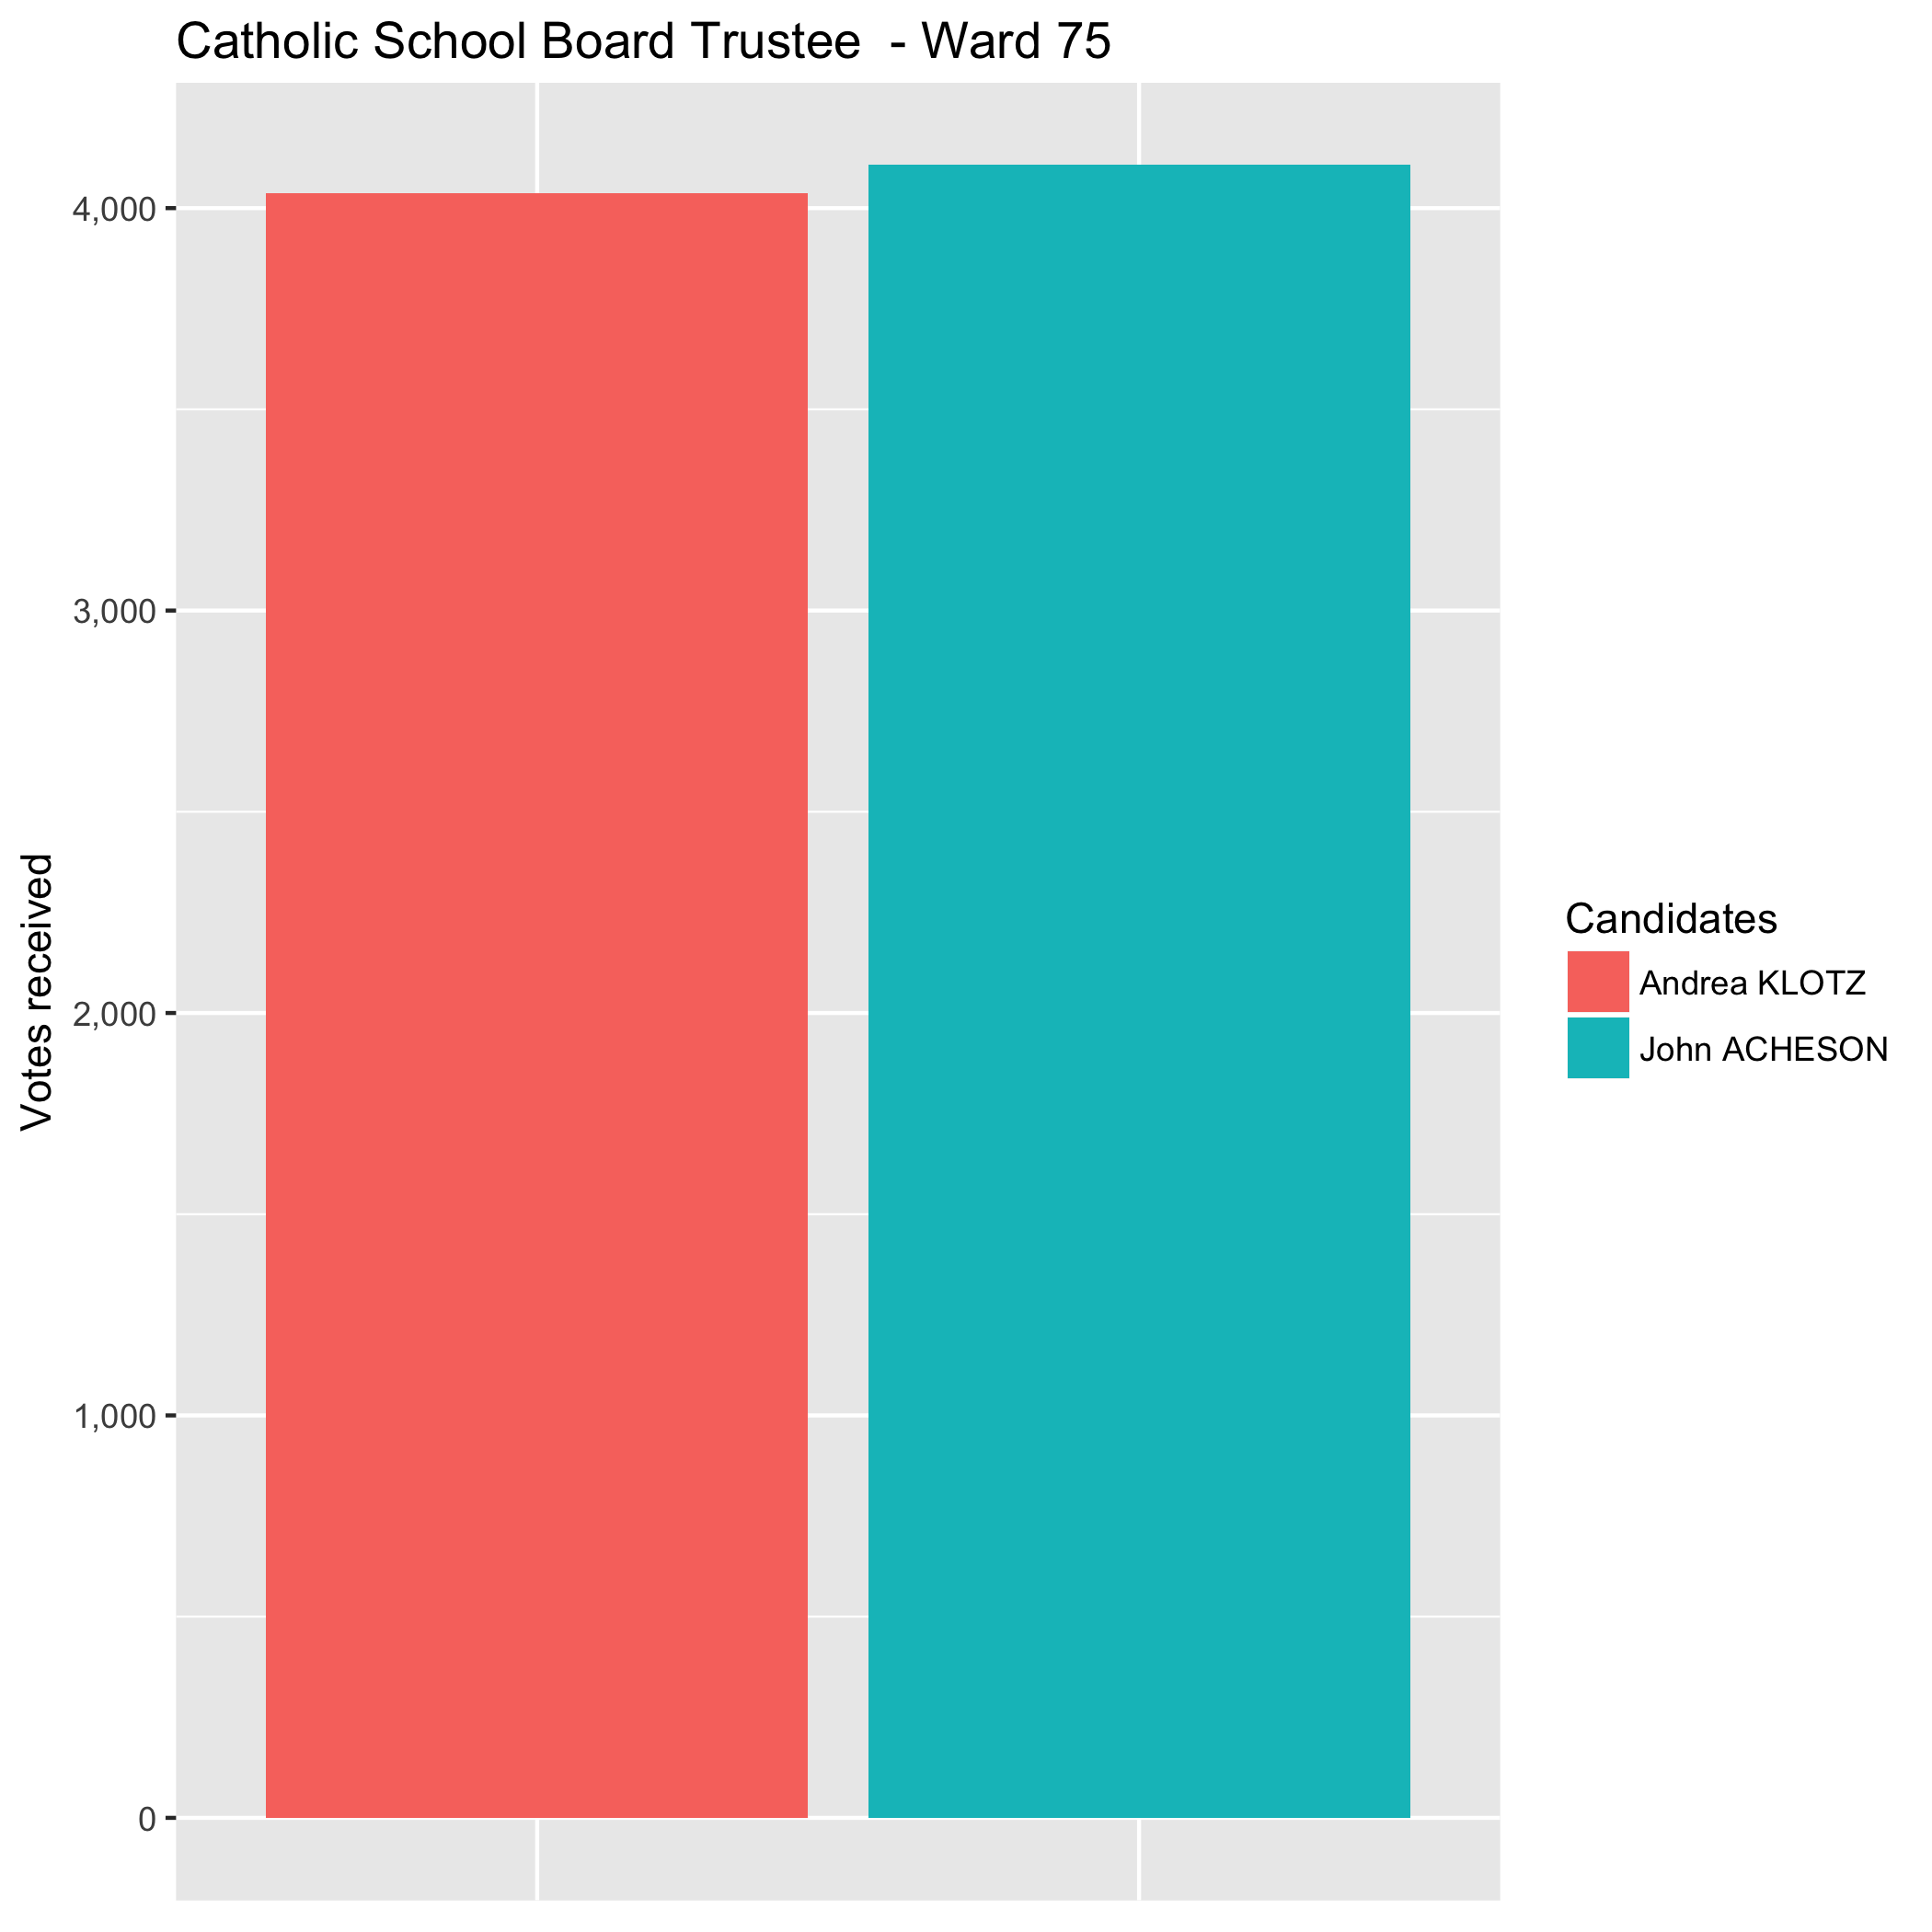 Catholic School Board Trustee  - Ward 75
Votes received
4,000
3,000
2,000
1,000
0
Candidates
Andrea KLOTZ
John ACHESON